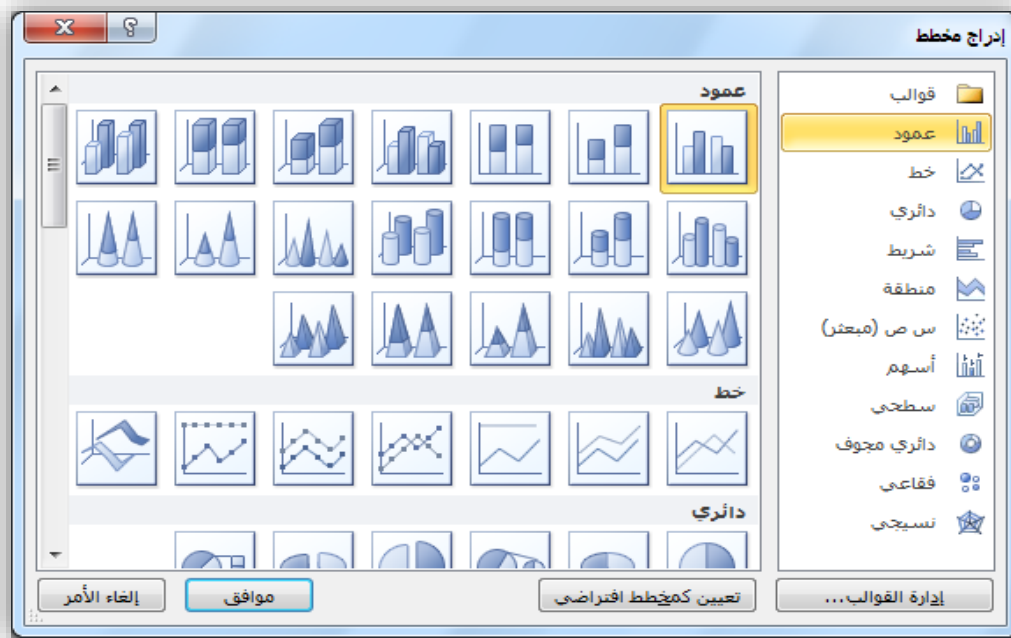 إدراج مخطط
قوالب
عمود
خط
دائري
شريط
منطقة
س ص (مبعثر)
أسهم
سطحي
دائري مجوف
فقاعي
نسيجي
عمود
خط
دائري
إدارة القوالب...
تعيين كمخطط افتراضي
موافق
إلغاء الأمر